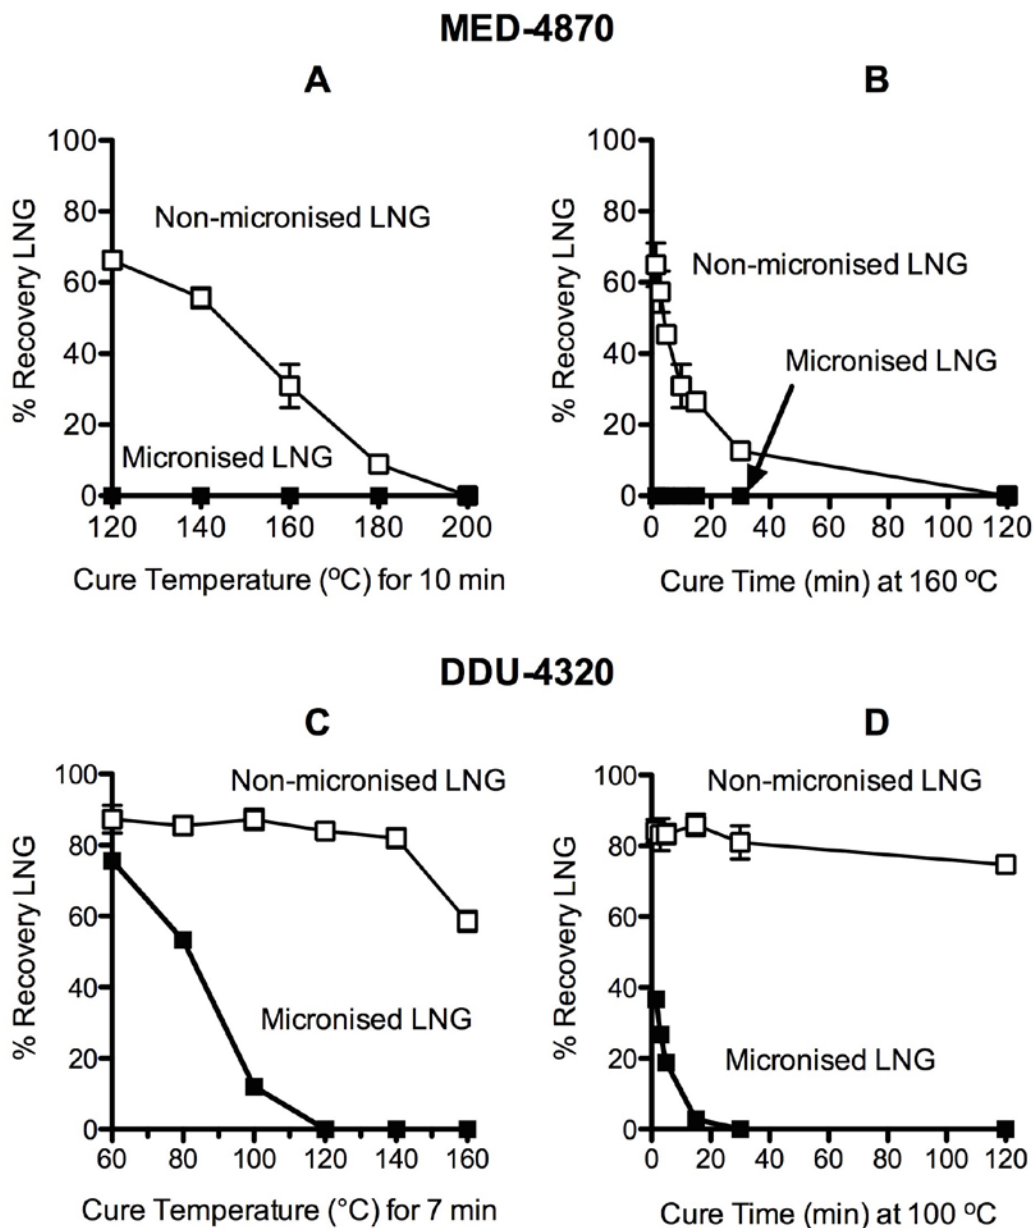 MED-4870
A
B
100
80
60
40
20
0
% Recovery LNG
Non-micronised LNG
Micronised LNG
120 140 160 180 200
Cure Temperature (ºC) for 10 min
100
80
60
40
20
0
% Recovery LNG
Non-micronised LNG
Micronised LNG
0 20 40 60 80 100 120
Cure Time (min) at 160 ºC
DDU-4320
C
D
100
80
60
40
20
0
% Recovery LNG
Non-micronised LNG
Micronised LNG
60 80 100 120 140 160
Cure Temperature (°C) for 7 min
100
80
60
40
20
0
% Recovery LNG
Non-micronised LNG
Micronised LNG
0 20 40 60 80 100 120
Cure Time (min) at 100 ºC